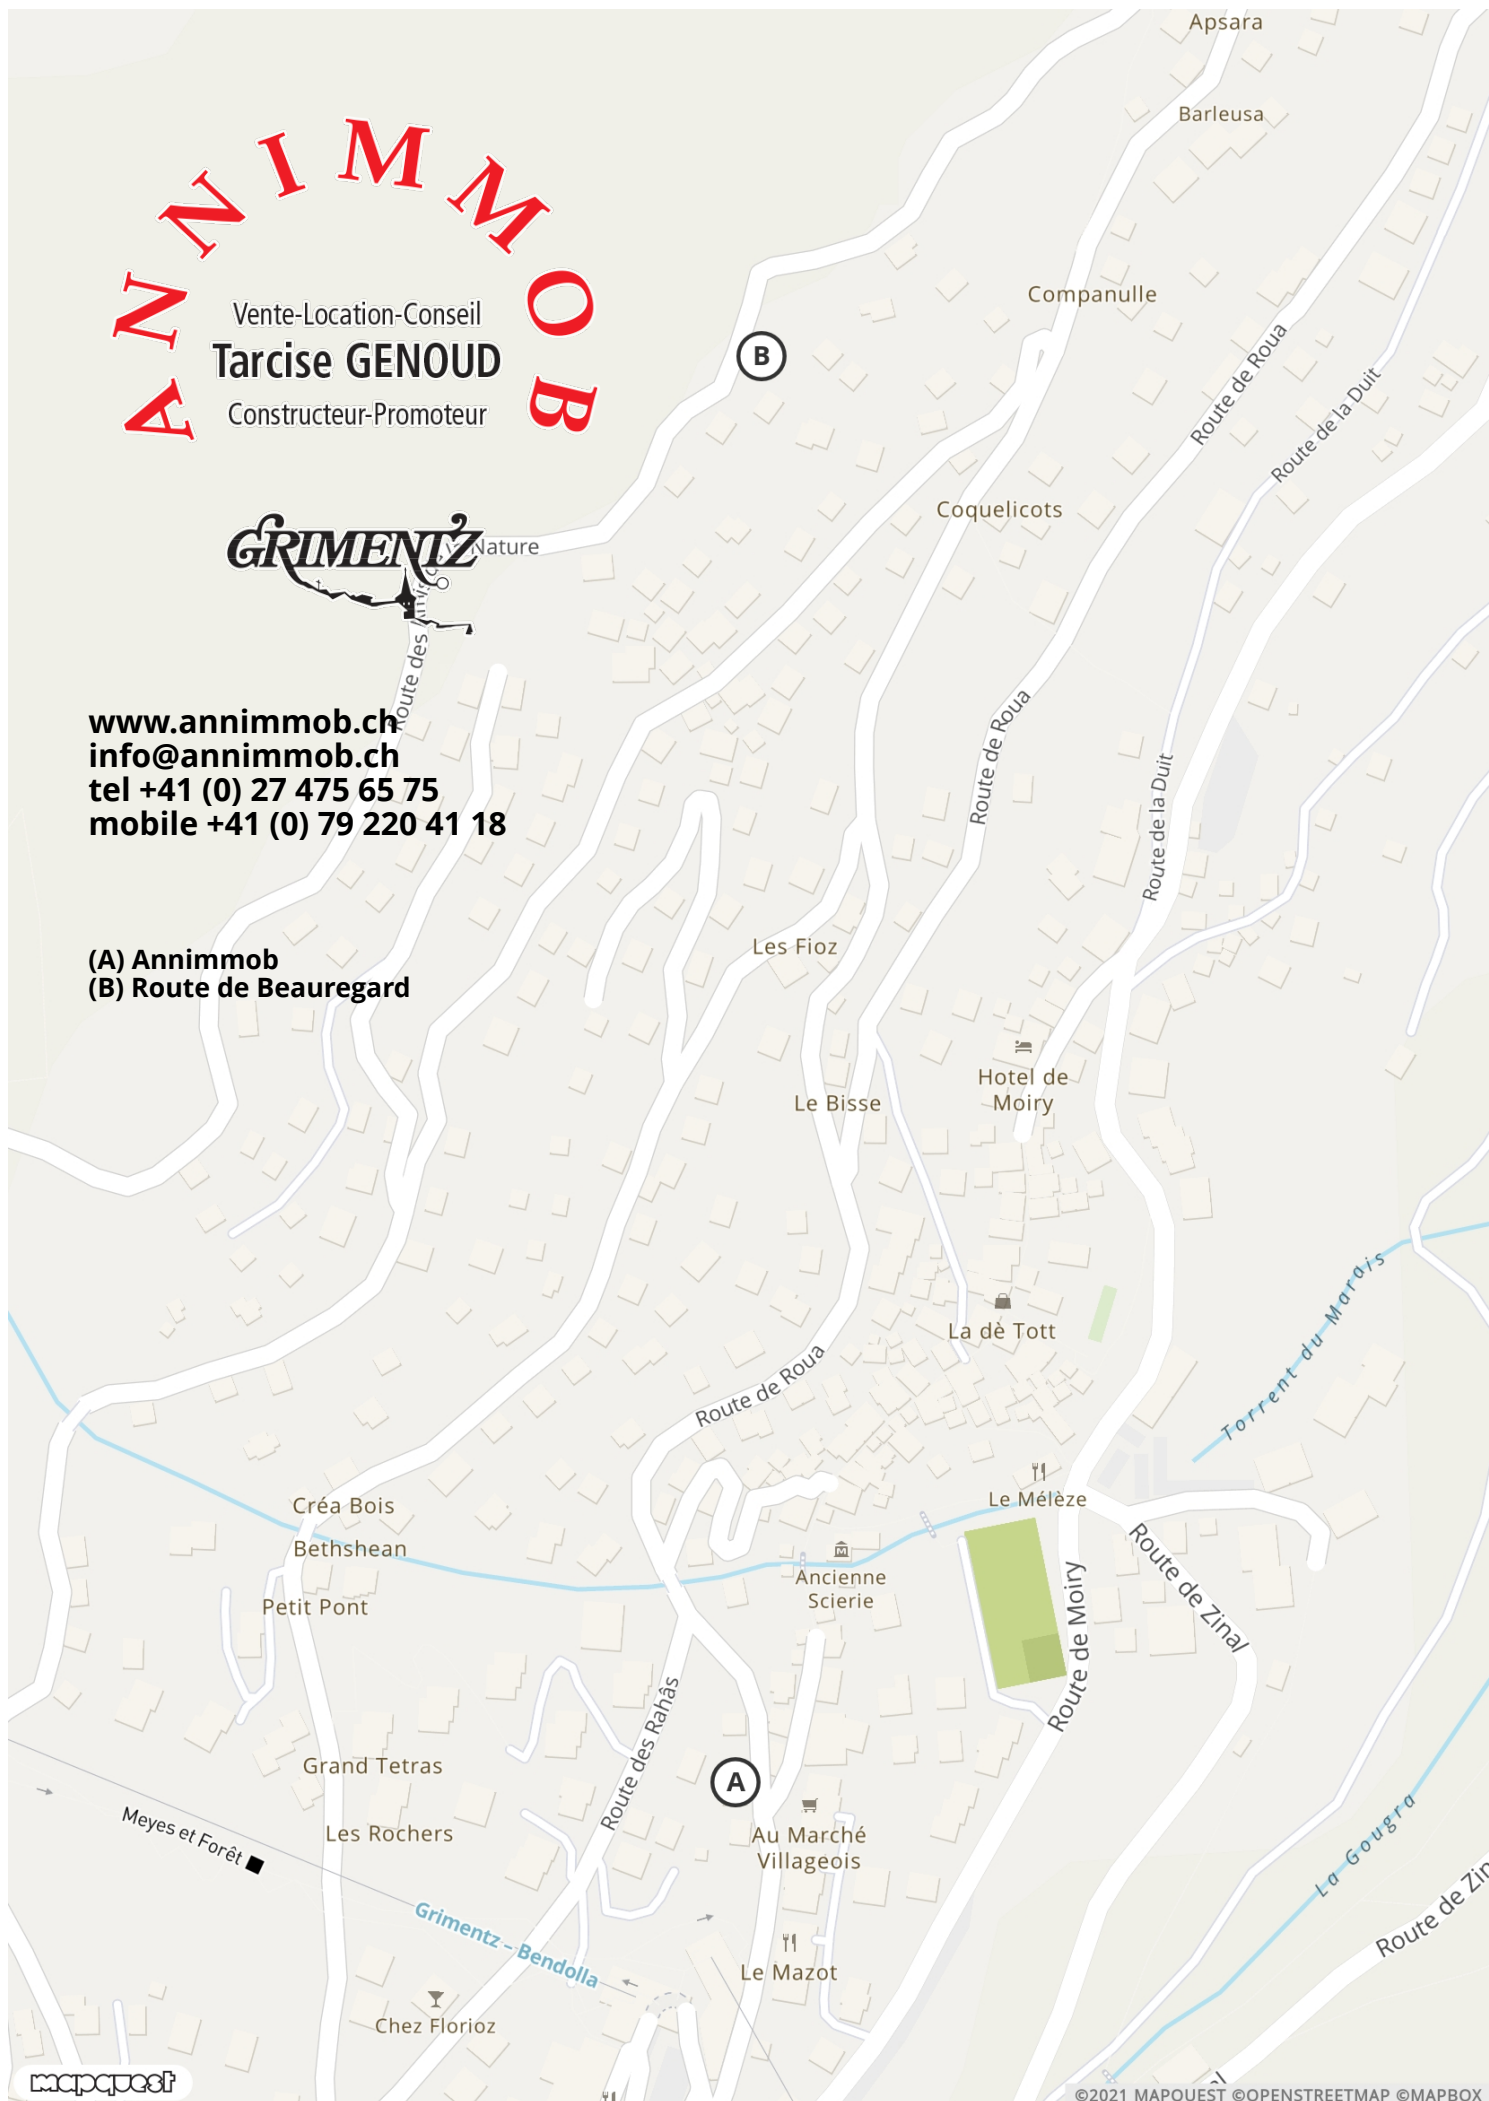 Apsara
Barleusa
ANNIMMOB
Vente-Location-Conseil
Tarcise GENOUD
Constructeur-Promoteur
Companulle
B
Route de Roua
Route de la Duit
Coquelicots
GRIMENTZ
Nature
Route des Amis
www.annimmob.ch
info@annimmob.ch
tel +41 (0) 27 475 65 75
mobile +41 (0) 79 220 41 18
Route de Roua
Route de la Duit
Les Fioz
(A) Annimmob
(B) Route de Beauregard
Hotel de
Moiry
Le Bisse
La dè Tott
Torrent du Marais
Route de Roua
Le Mélèze
Créa Bois
Bethshean
Petit Pont
Ancienne
Scierie
Route de Moiry
Route de Zinal
Route des Rahâs
Grand Tetras
A
Les Rochers
Meyes et Forêt
Au Marché
Villageois
La Gougra
Grimentz – Bendolla
Route de Zin
Le Mazot
Chez Florioz
mapquest
al
©2021 MAPQUEST ©OPENSTREETMAP ©MAPBOX